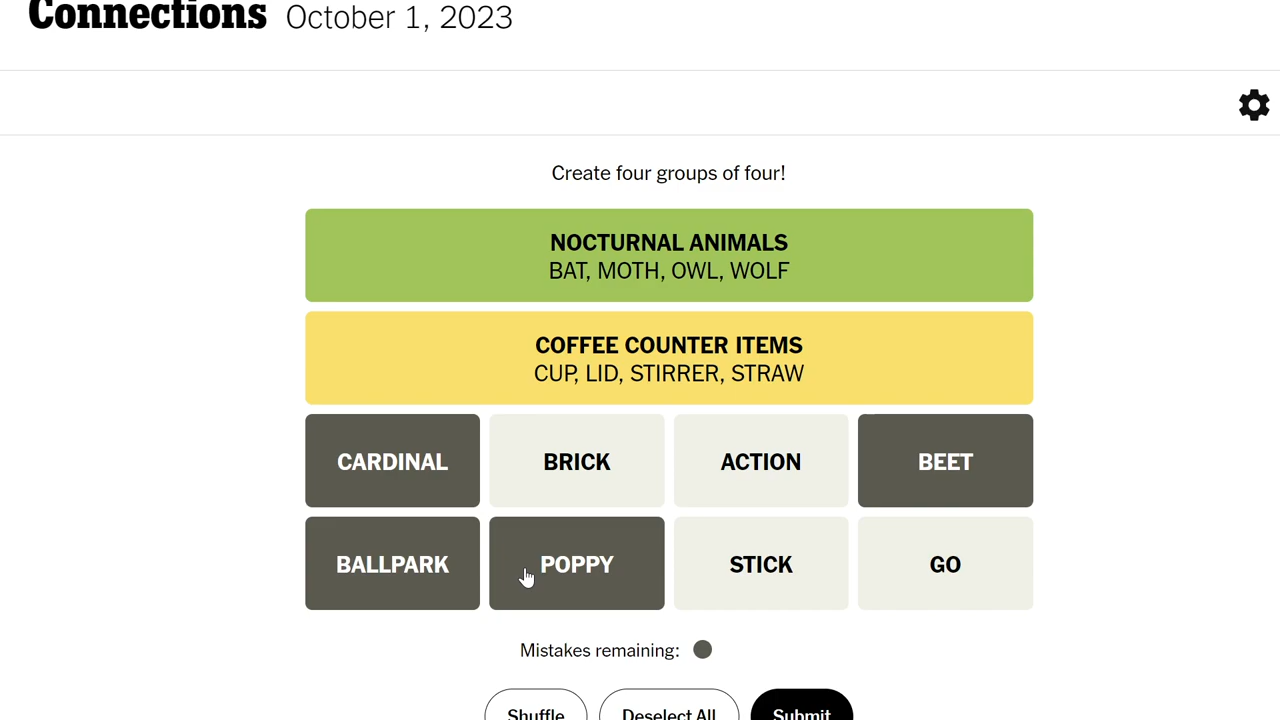 Connections October 1, 2023
Create four groups of four!
NOCTURNAL ANIMALS
BAT, MOTH, OWL, WOLF
COFFEE COUNTER ITEMS
CUP, LID, STIRRER, STRAW
CARDINAL BRICK ACTION BEET
BALLPARK POPPY STICK GO
Mistakes remaining:
Shuffle Deselect All Submit